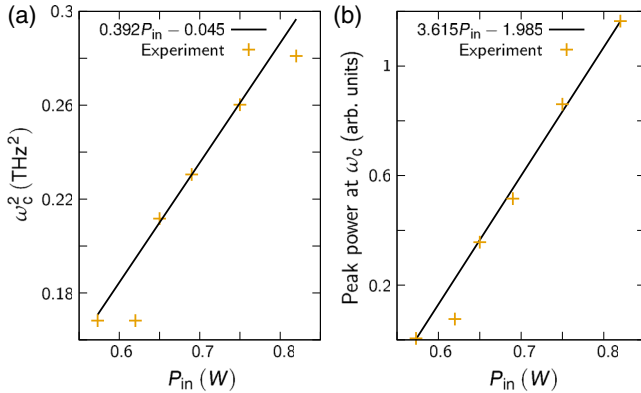 (a)
0.392P_in − 0.045
Experiment
0.3
0.26
0.22
0.18
ω_c^2 (THz^2)
0.6 0.7 0.8
P_in (W)
(b)
3.615P_in − 1.985
Experiment
1
0.6
0.2
Peak power at ω_c (arb. units)
0.6 0.7 0.8
P_in (W)